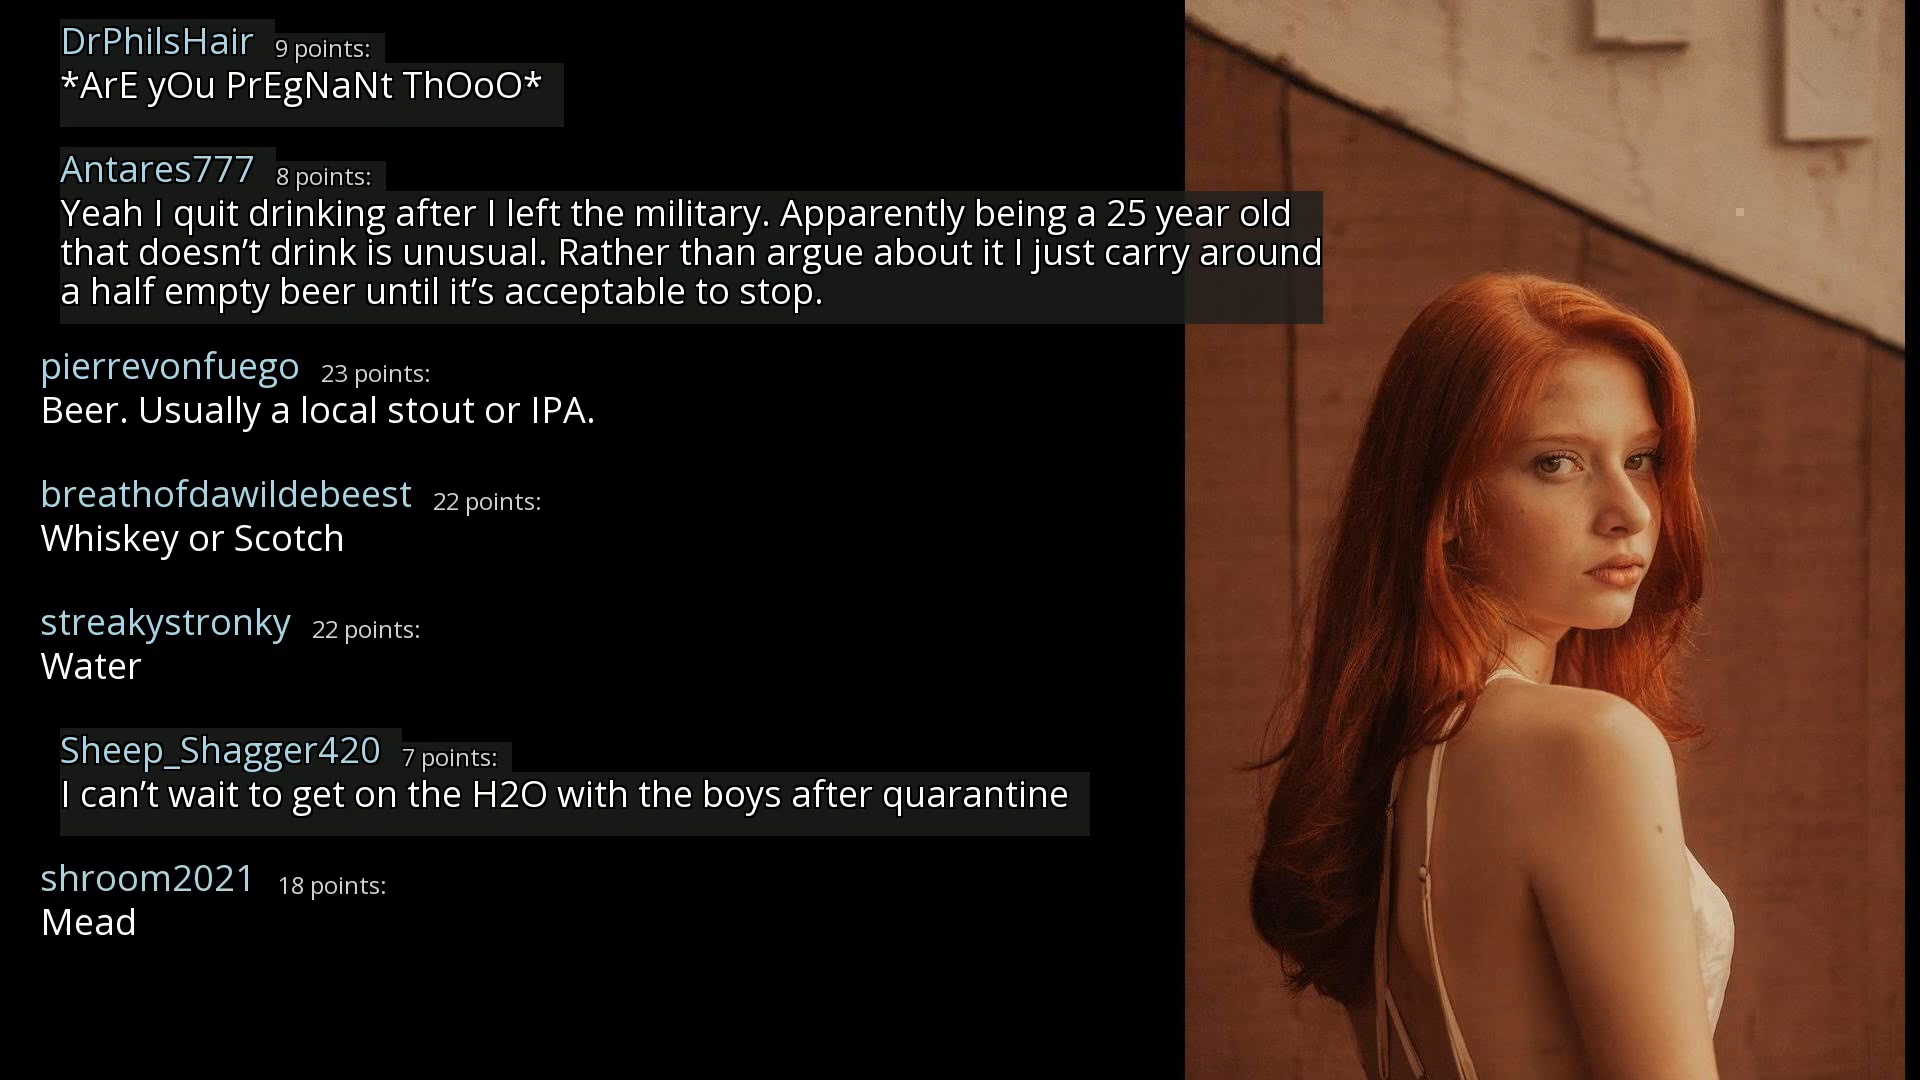 DrPhilsHair 9 points:
*ArE yOu PrEgNaNt ThOoO*
Antares777 8 points:
Yeah I quit drinking after I left the military. Apparently being a 25 year old
that doesn’t drink is unusual. Rather than argue about it I just carry around
a half empty beer until it’s acceptable to stop.
pierrevonfuego 23 points:
Beer. Usually a local stout or IPA.
breathofdawildebeest 22 points:
Whiskey or Scotch
streakystronky 22 points:
Water
Sheep_Shagger420 7 points:
I can’t wait to get on the H2O with the boys after quarantine
shroom2021 18 points:
Mead